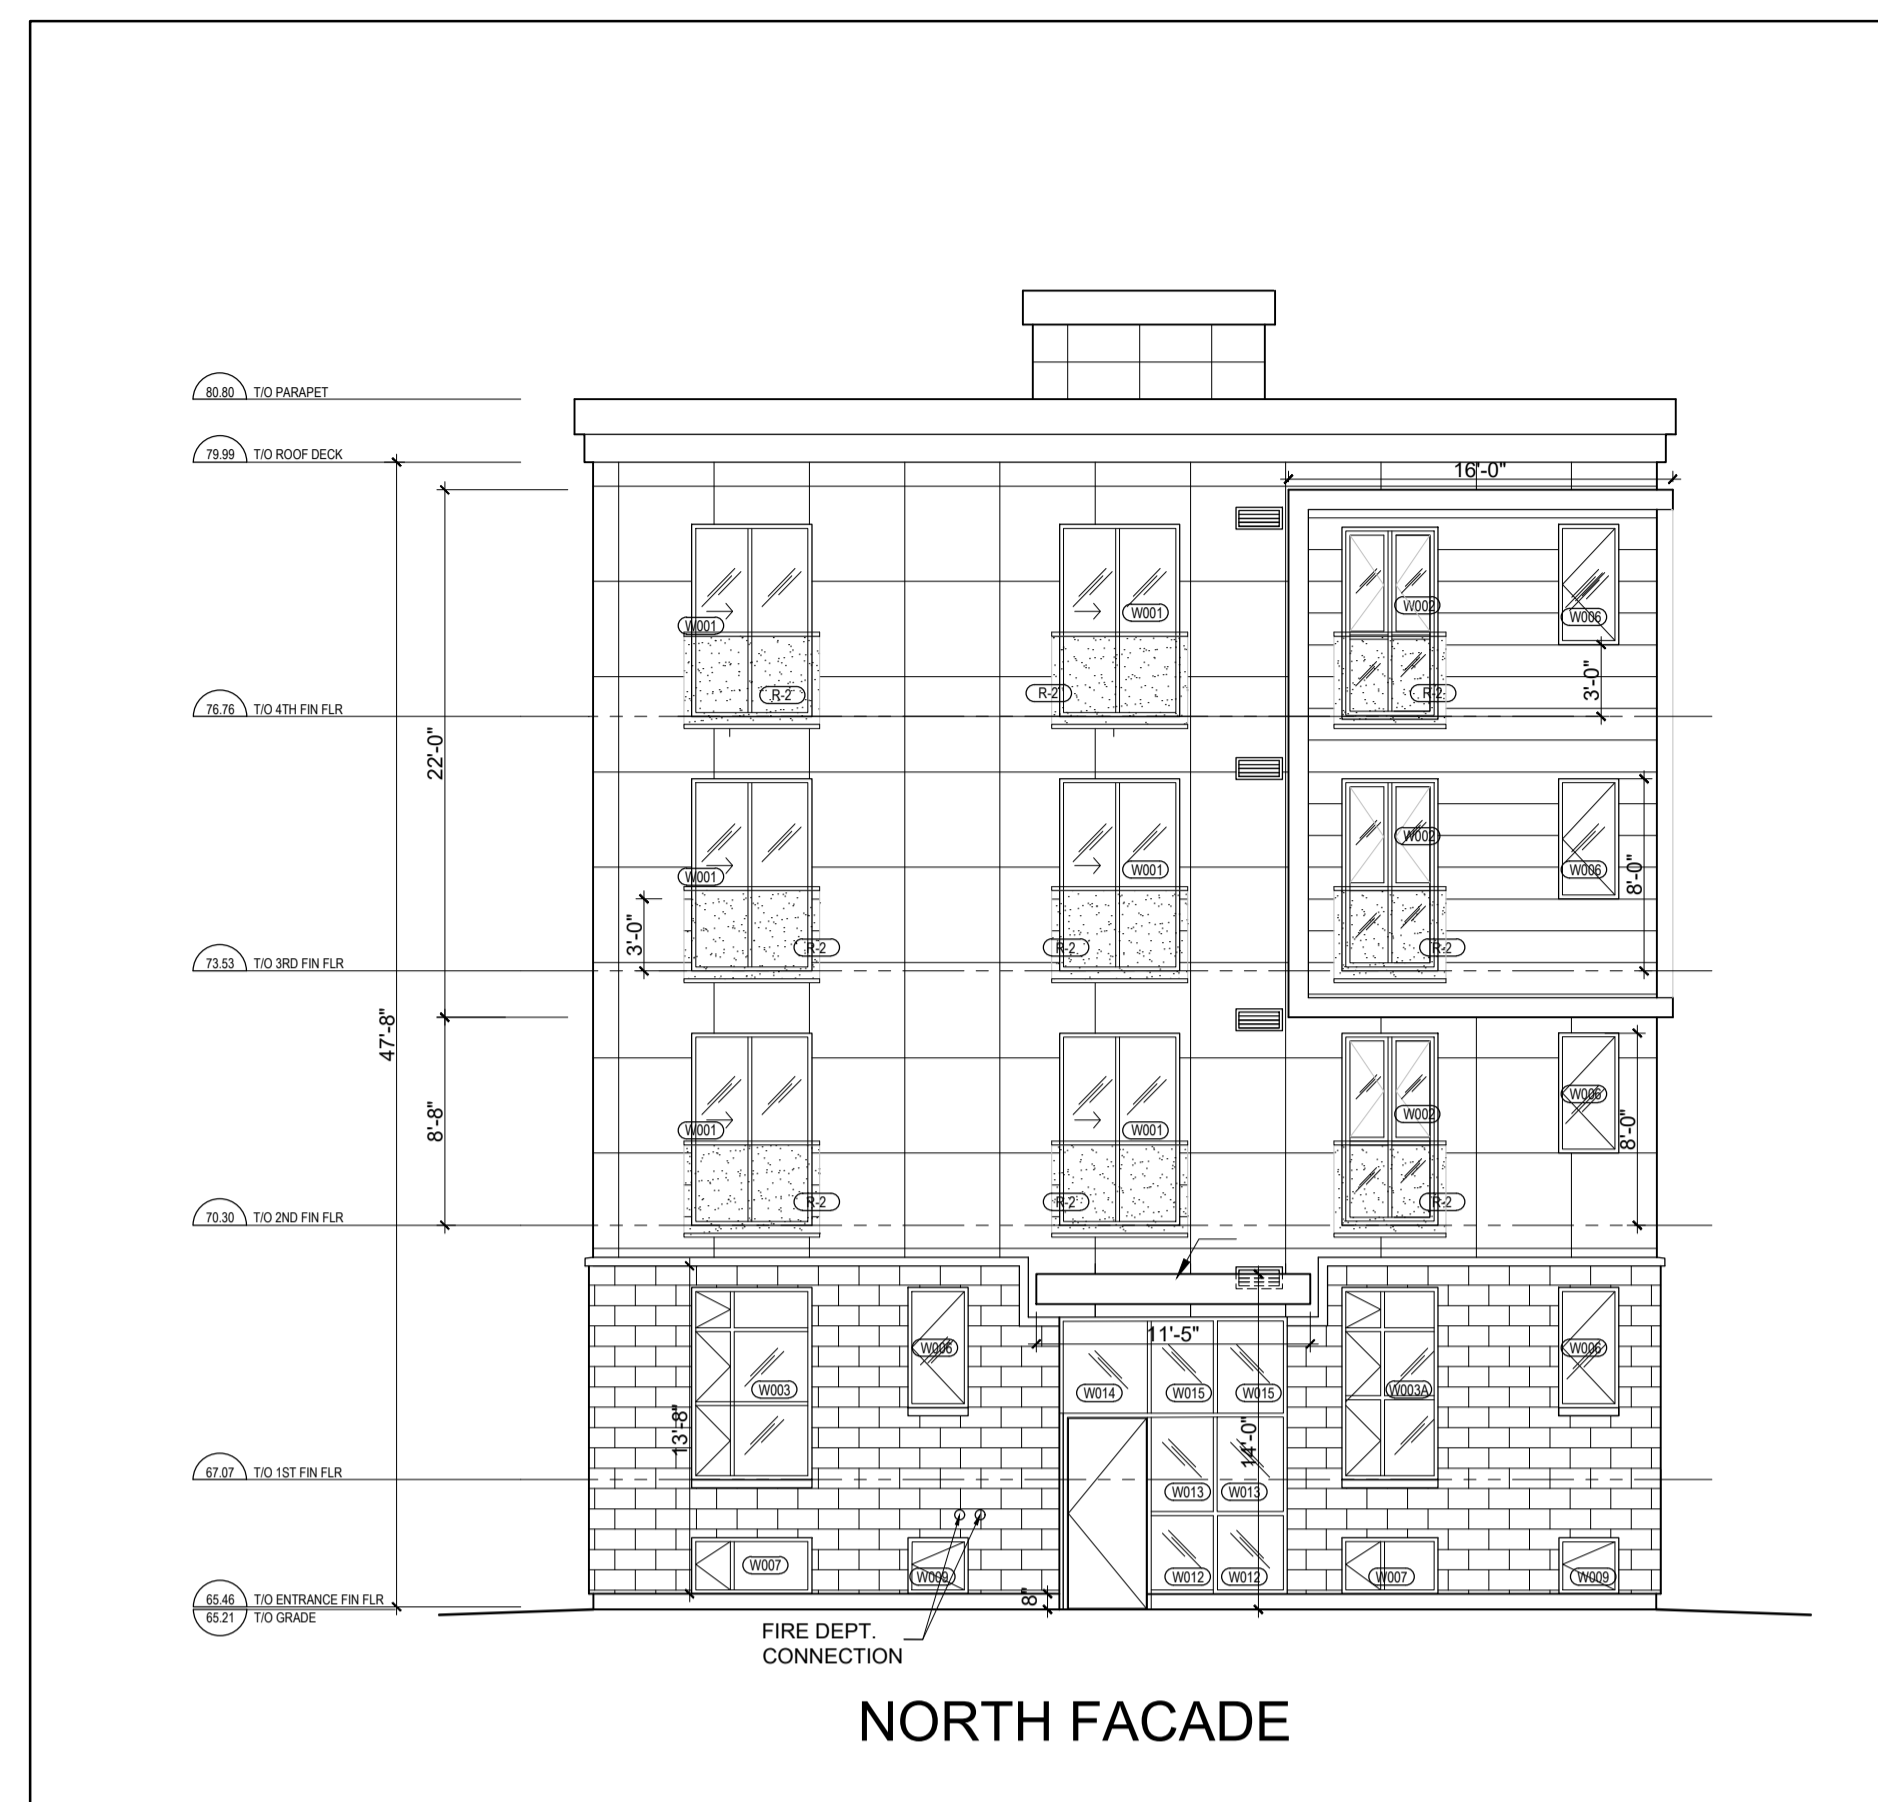 80.80 T/O PARAPET
79.99 T/O ROOF DECK
16'-0"
W001
W001
W002
W006
R-2
R-2
R-2
3'-0"
76.76 T/O 4TH FIN FLR
22'-0"
W001
W001
W002
W006
8'-0"
3'-0"
R-2
R-2
R-2
73.53 T/O 3RD FIN FLR
47'-8"
8'-8"
W001
W001
W002
W006
8'-0"
R-2
R-2
R-2
70.30 T/O 2ND FIN FLR
11'-5"
W006
W006
W003
W014
W015
W015
W003A
13'-8"
14'-0"
67.07 T/O 1ST FIN FLR
W013
W013
W007
W009
W012
W012
W007
W009
65.46 T/O ENTRANCE FIN FLR
8"
65.21 T/O GRADE
FIRE DEPT.
CONNECTION
NORTH FACADE